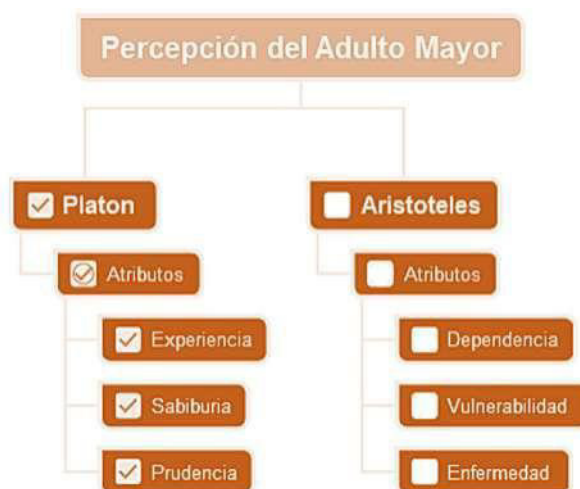 Percepción del Adulto Mayor
Platon
Atributos
Experiencia
Sabiburia
Prudencia
Aristoteles
Atributos
Dependencia
Vulnerabilidad
Enfermedad